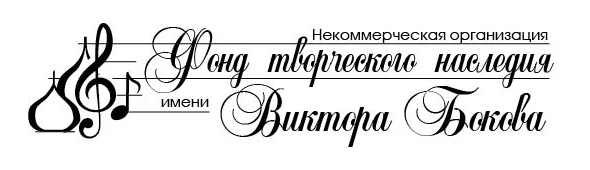 Некоммерческая организация
Фонд творческого наследия
имени
Виктора Бокова